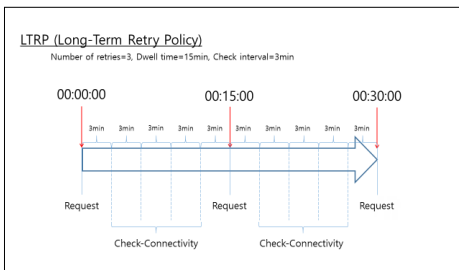 LTRP (Long-Term Retry Policy)
Number of retries=3, Dwell time=15min, Check interval=3min
00:00:00 00:15:00 00:30:00
3min 3min 3min 3min 3min 3min 3min 3min 3min 3min
Request Request Request
Check-Connectivity Check-Connectivity